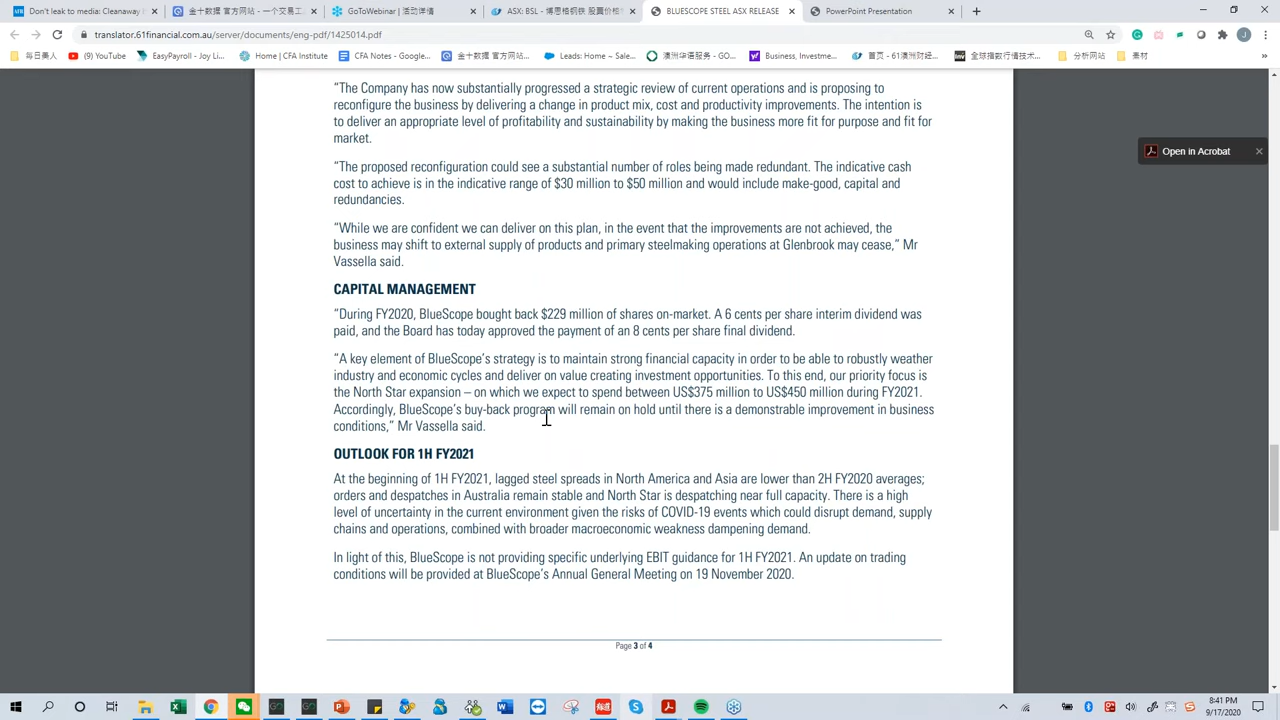 Don't leak to media: Cleanaway
金十数据 官方网站 - 一个交易工
GoToWebinar | 活动详情
ASX: BSL - 博思格钢铁 股票价格
BLUESCOPE STEEL ASX RELEASE
PowerPoint Presentation
translator.61financial.com.au/server/documents/eng-pdf/1425014.pdf
每日美人
(9) YouTube
EasyPayroll - Joy Li...
Home | CFA Institute
CFA Notes - Google...
金十数据 官方网站...
Leads: Home ~ Sale...
澳洲华语服务 - GO...
Business, Investme...
首页 - 61澳洲财经...
全球指数行情技术...
分析网站
素材
"The Company has now substantially progressed a strategic review of current operations and is proposing to
reconfigure the business by delivering a change in product mix, cost and productivity improvements. The intention is
to deliver an appropriate level of profitability and sustainability by making the business more fit for purpose and fit for
market.
"The proposed reconfiguration could see a substantial number of roles being made redundant. The indicative cash
cost to achieve is in the indicative range of $30 million to $50 million and would include make-good, capital and
redundancies.
"While we are confident we can deliver on this plan, in the event that the improvements are not achieved, the
business may shift to external supply of products and primary steelmaking operations at Glenbrook may cease," Mr
Vassella said.
CAPITAL MANAGEMENT
"During FY2020, BlueScope bought back $229 million of shares on-market. A 6 cents per share interim dividend was
paid, and the Board has today approved the payment of an 8 cents per share final dividend.
"A key element of BlueScope's strategy is to maintain strong financial capacity in order to be able to robustly weather
industry and economic cycles and deliver on value creating investment opportunities. To this end, our priority focus is
the North Star expansion – on which we expect to spend between US$375 million to US$450 million during FY2021.
Accordingly, BlueScope's buy-back program will remain on hold until there is a demonstrable improvement in business
conditions," Mr Vassella said.
OUTLOOK FOR 1H FY2021
At the beginning of 1H FY2021, lagged steel spreads in North America and Asia are lower than 2H FY2020 averages;
orders and despatches in Australia remain stable and North Star is despatching near full capacity. There is a high
level of uncertainty in the current environment given the risks of COVID-19 events which could disrupt demand, supply
chains and operations, combined with broader macroeconomic weakness dampening demand.
In light of this, BlueScope is not providing specific underlying EBIT guidance for 1H FY2021. An update on trading
conditions will be provided at BlueScope's Annual General Meeting on 19 November 2020.
Page 3 of 4
Open in Acrobat
8:41 PM
9/17/2020